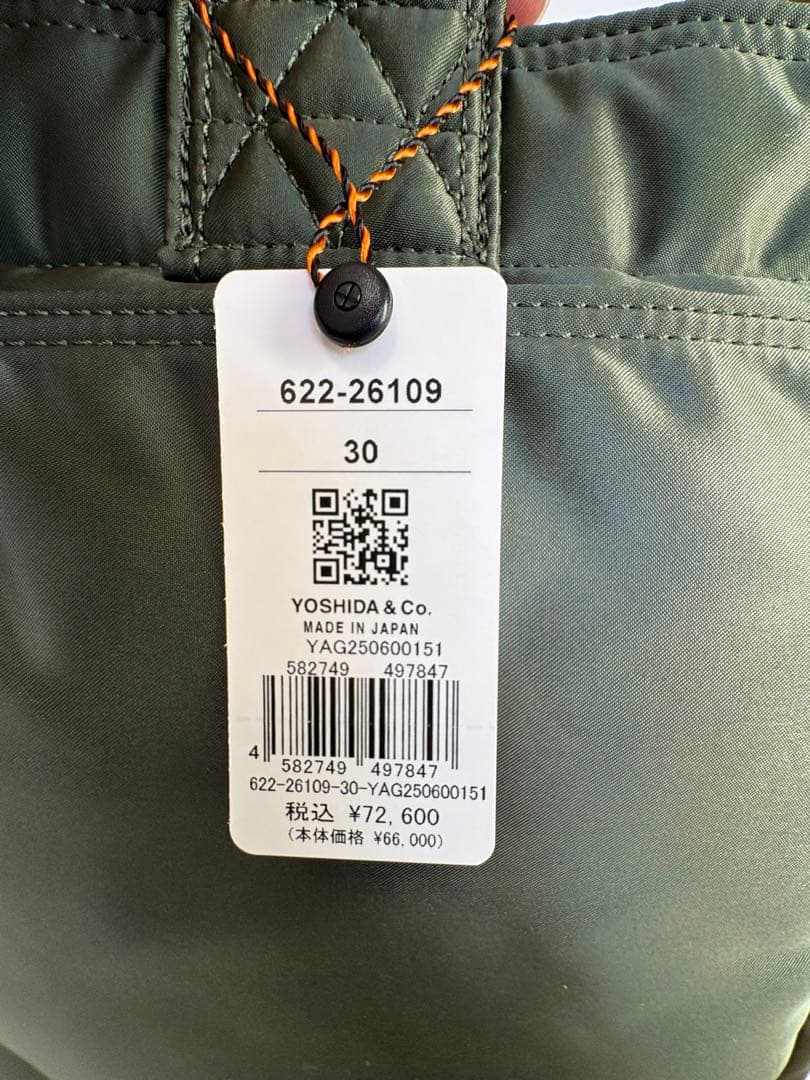 622-26109
30
YOSHIDA & Co.
MADE IN JAPAN
YAG250600151
582749 497847
4 582749 497847
622-26109-30-YAG250600151
税込 ¥72,600
(本体価格 ¥66,000)